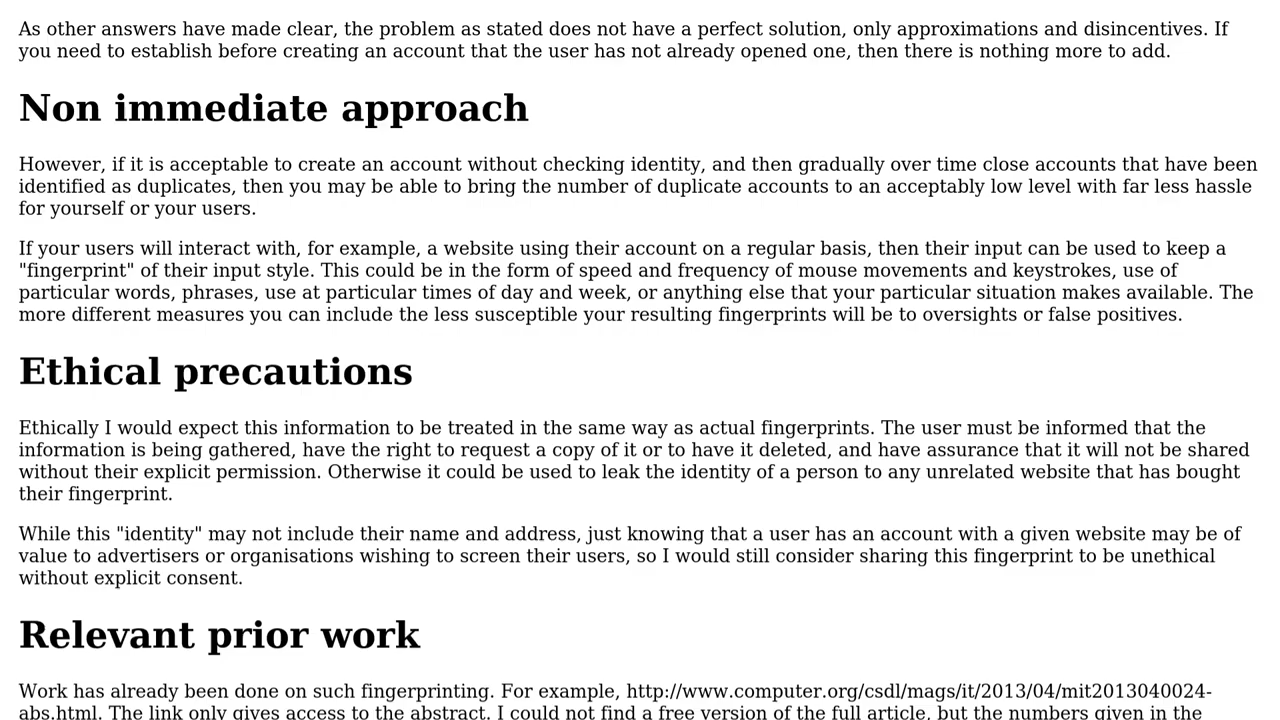 As other answers have made clear, the problem as stated does not have a perfect solution, only approximations and disincentives. If
you need to establish before creating an account that the user has not already opened one, then there is nothing more to add.
Non immediate approach
However, if it is acceptable to create an account without checking identity, and then gradually over time close accounts that have been
identified as duplicates, then you may be able to bring the number of duplicate accounts to an acceptably low level with far less hassle
for yourself or your users.
If your users will interact with, for example, a website using their account on a regular basis, then their input can be used to keep a
"fingerprint" of their input style. This could be in the form of speed and frequency of mouse movements and keystrokes, use of
particular words, phrases, use at particular times of day and week, or anything else that your particular situation makes available. The
more different measures you can include the less susceptible your resulting fingerprints will be to oversights or false positives.
Ethical precautions
Ethically I would expect this information to be treated in the same way as actual fingerprints. The user must be informed that the
information is being gathered, have the right to request a copy of it or to have it deleted, and have assurance that it will not be shared
without their explicit permission. Otherwise it could be used to leak the identity of a person to any unrelated website that has bought
their fingerprint.
While this "identity" may not include their name and address, just knowing that a user has an account with a given website may be of
value to advertisers or organisations wishing to screen their users, so I would still consider sharing this fingerprint to be unethical
without explicit consent.
Relevant prior work
Work has already been done on such fingerprinting. For example, http://www.computer.org/csdl/mags/it/2013/04/mit2013040024-
abs.html. The link only gives access to the abstract. I could not find a free version of the full article, but the numbers given in the